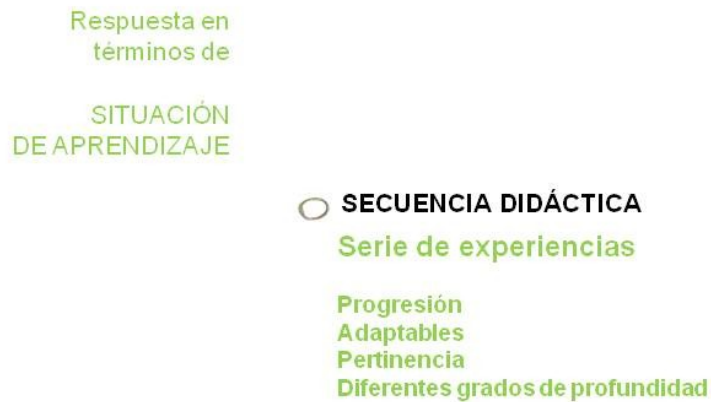 Respuesta en
términos de
SITUACIÓN
DE APRENDIZAJE
SECUENCIA DIDÁCTICA
Serie de experiencias
Progresión
Adaptables
Pertinencia
Diferentes grados de profundidad